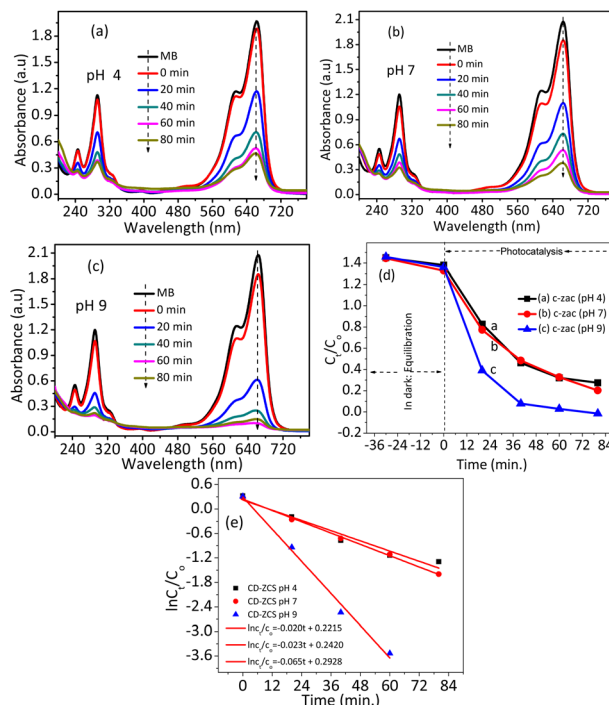 (a)
pH 4
MB
0 min
20 min
40 min
60 min
80 min
Absorbance (a.u)
1.8
1.5
1.2
0.9
0.6
0.3
0.0
240 320 400 480 560 640 720
Wavelength (nm)
(b)
pH 7
MB
0 min
20 min
40 min
60 min
80 min
Absorbance (a.u)
2.1
1.8
1.5
1.2
0.9
0.6
0.3
0.0
240 320 400 480 560 640 720
Wavelength (nm)
(c)
pH 9
MB
0 min
20 min
40 min
60 min
80 min
Absorbance (a.u)
2.1
1.8
1.5
1.2
0.9
0.6
0.3
0.0
240 320 400 480 560 640 720
Wavelength (nm)
Photocatalysis
(d)
(a) c-zac (pH 4)
(b) c-zac (pH 7)
(c) c-zac (pH 9)
a
b
c
In dark: Equilibration
Ct/Co
1.4
1.2
1.0
0.8
0.6
0.4
0.2
0.0
-36 -24 -12 0 12 24 36 48 60 72 84
Time (min.)
(e)
CD-ZCS pH 4
CD-ZCS pH 7
CD-ZCS pH 9
lnct/co=-0.020t + 0.2215
lnct/co=-0.023t + 0.2420
lnct/co=-0.065t + 0.2928
lnCt/Co
0.6
0.0
-0.6
-1.2
-1.8
-2.4
-3.0
-3.6
0 12 24 36 48 60 72 84
Time (min.)